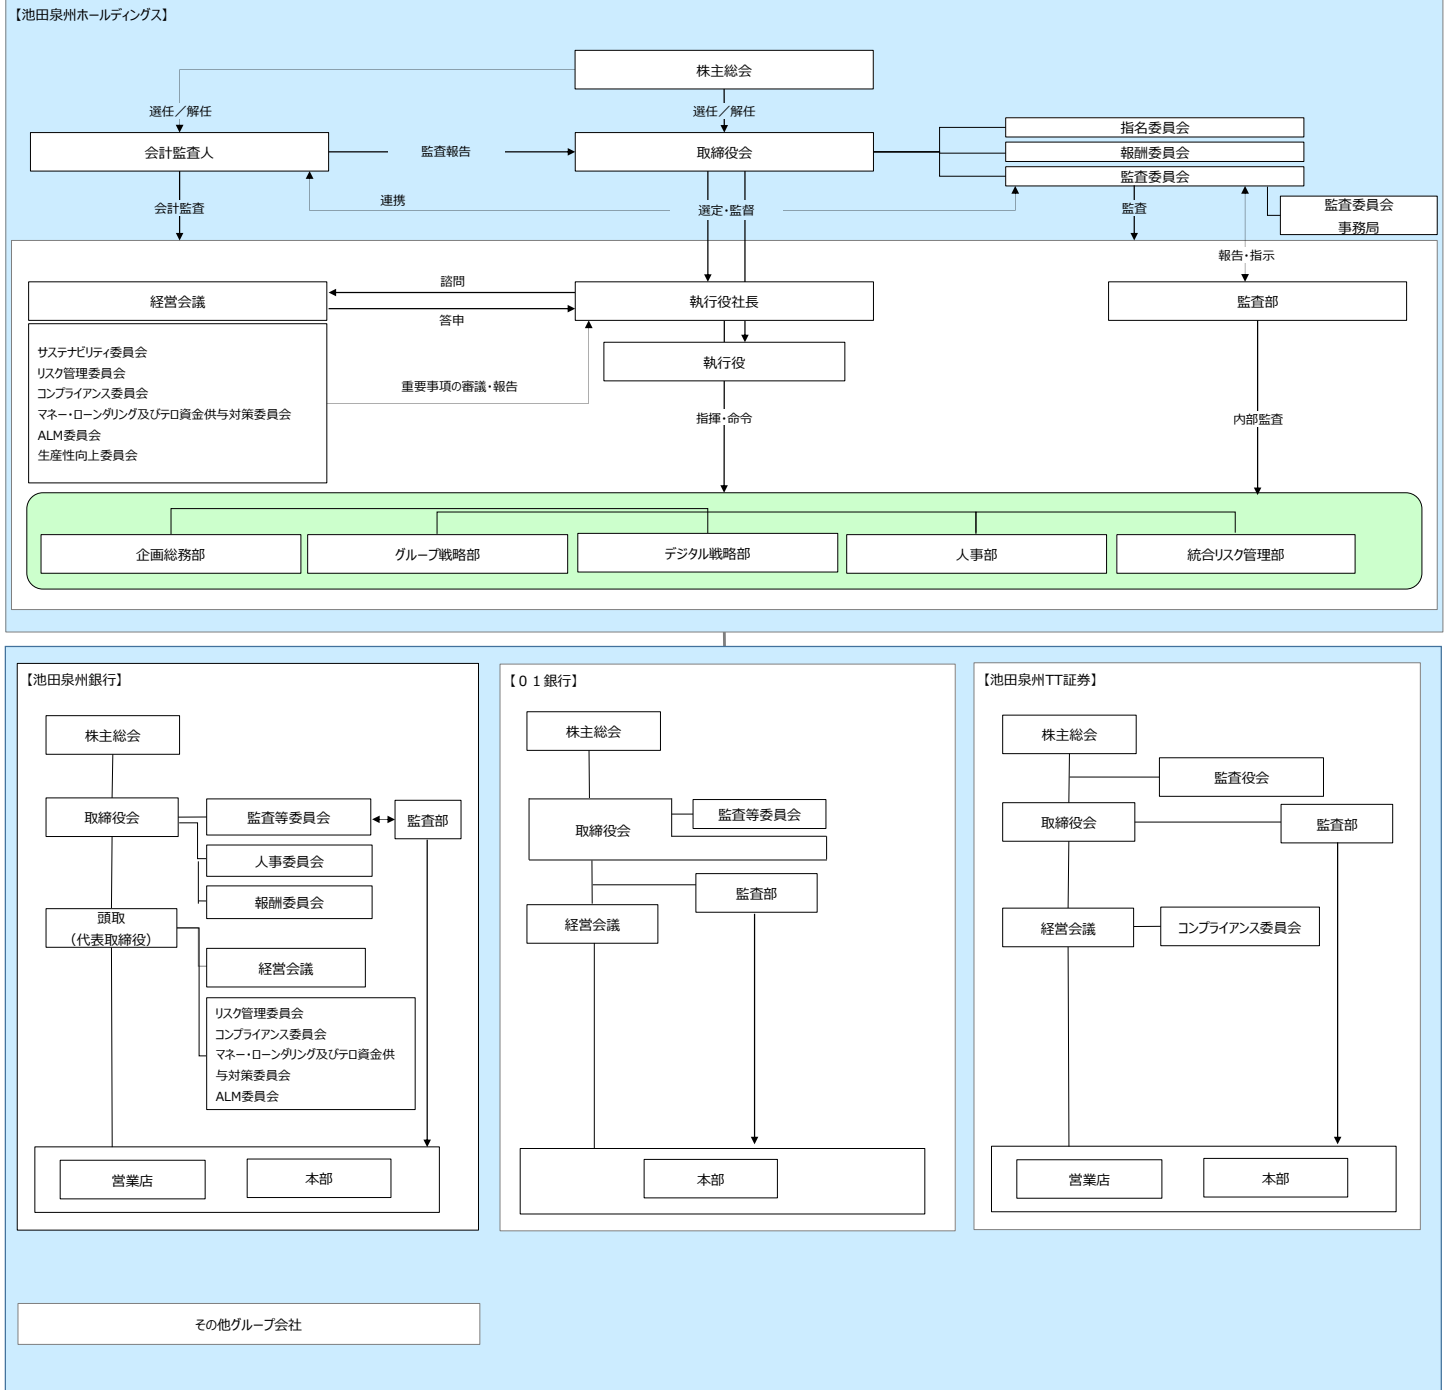 【池田泉州ホールディングス】
株主総会
選任／解任
選任／解任
会計監査人
監査報告
取締役会
指名委員会
報酬委員会
監査委員会
連携
会計監査
選定・監督
監査
監査委員会
事務局
報告・指示
経営会議
諮問
答申
執行役社長
監査部
サステナビリティ委員会
リスク管理委員会
コンプライアンス委員会
マネー・ローンダリング及びテロ資金供与対策委員会
ALM委員会
生産性向上委員会
重要事項の審議・報告
執行役
指揮・命令
内部監査
企画総務部
グループ戦略部
デジタル戦略部
人事部
統合リスク管理部
【池田泉州銀行】
株主総会
取締役会
監査等委員会
監査部
人事委員会
報酬委員会
頭取
（代表取締役）
経営会議
リスク管理委員会
コンプライアンス委員会
マネー・ローンダリング及びテロ資金供
与対策委員会
ALM委員会
営業店
本部
【０１銀行】
株主総会
取締役会
監査等委員会
監査部
経営会議
本部
【池田泉州TT証券】
株主総会
監査役会
取締役会
監査部
経営会議
コンプライアンス委員会
営業店
本部
その他グループ会社